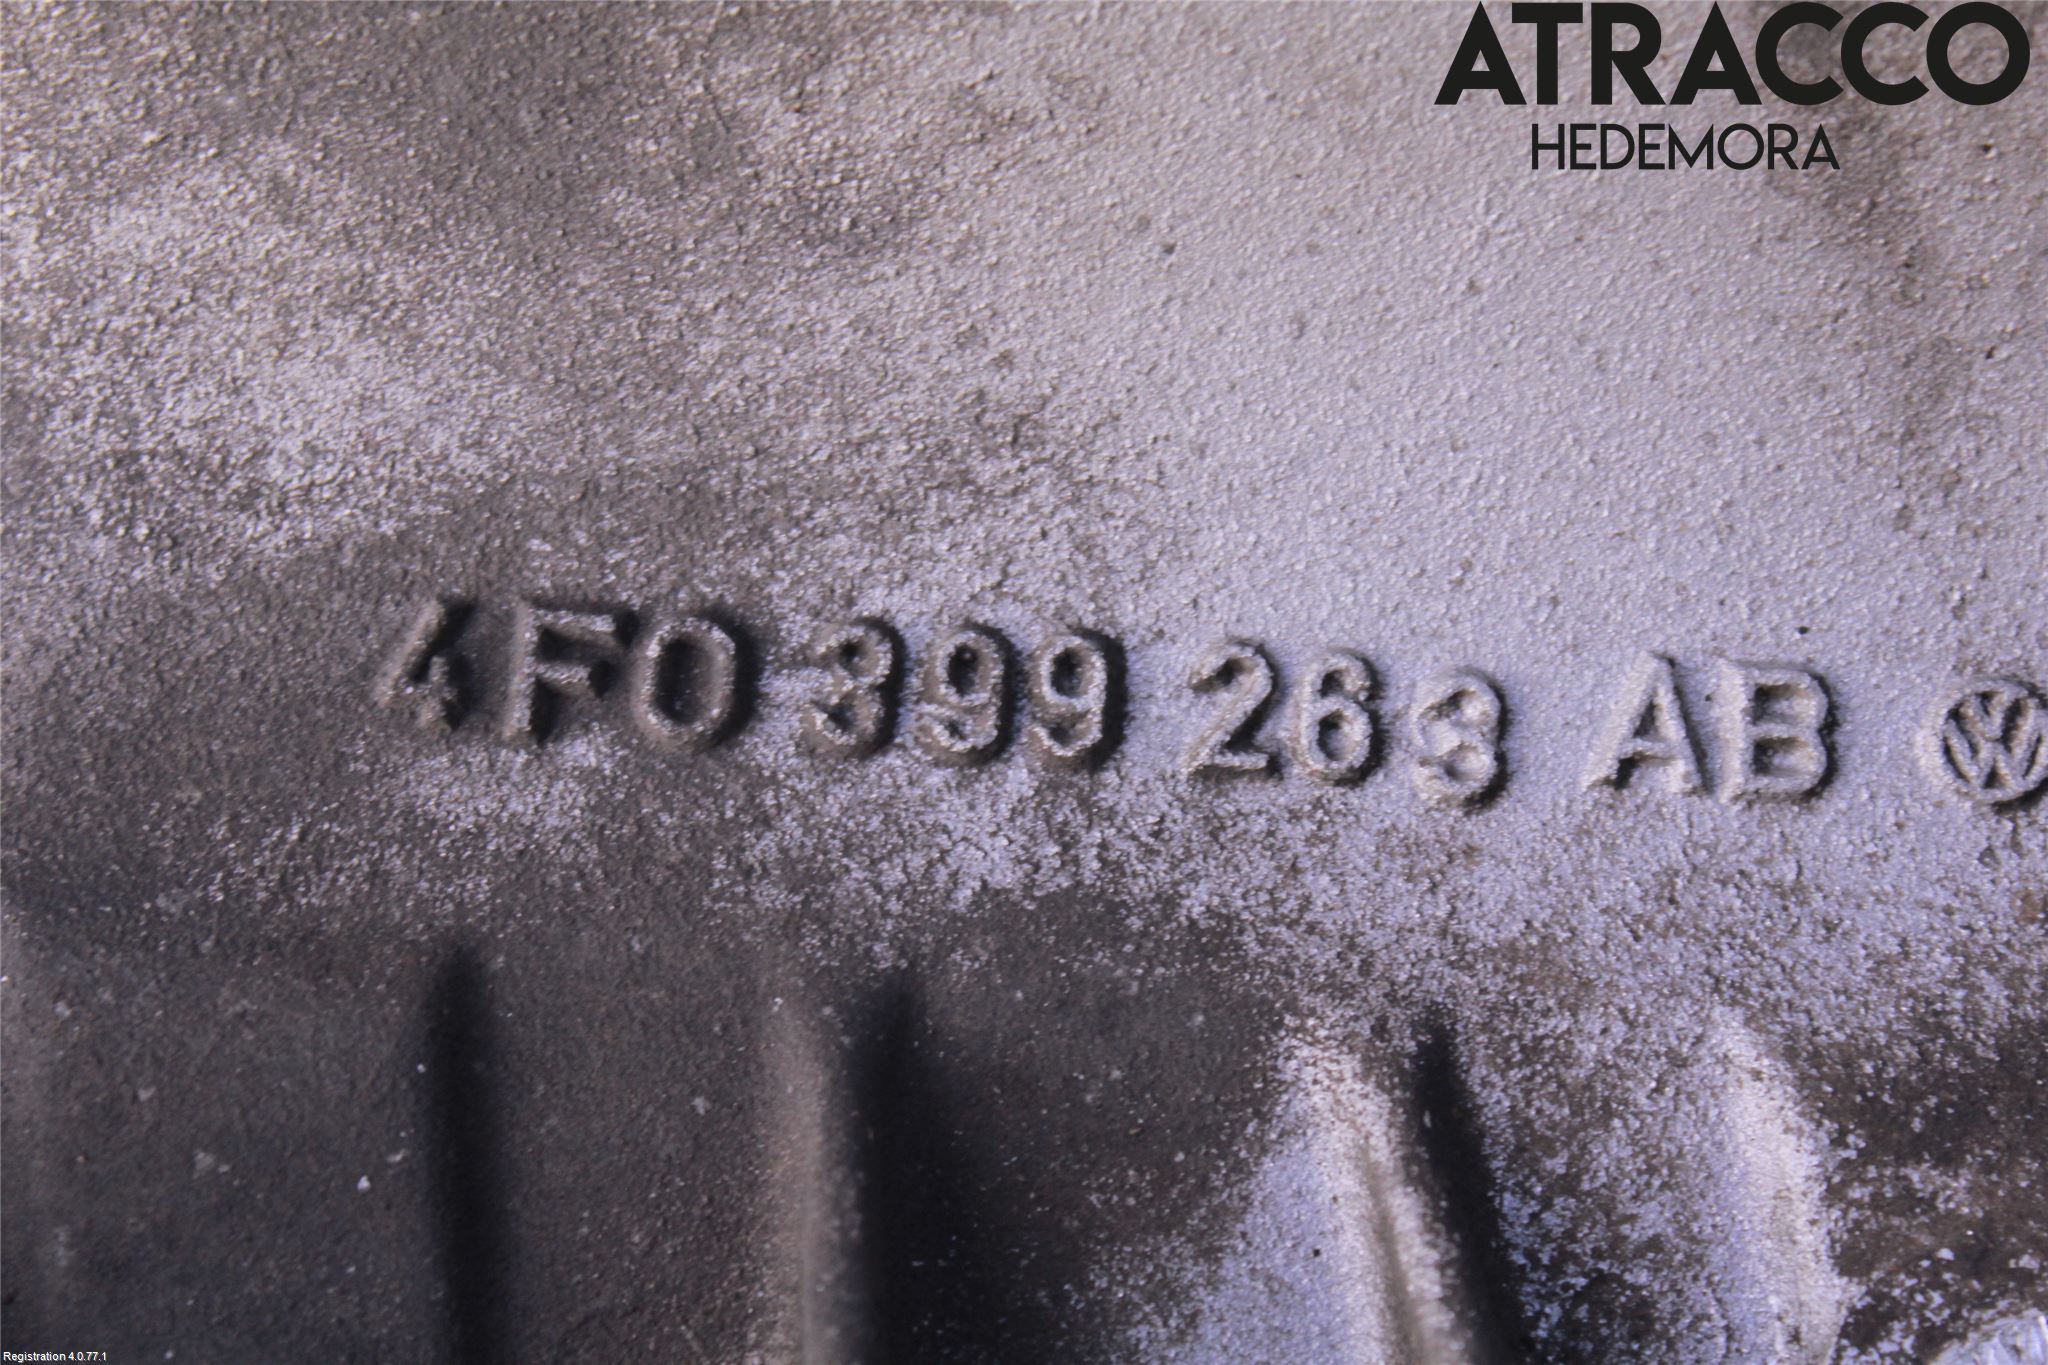 ATRACCO
HEDEMORA
4F0 399 263 AB
Registration 4.0.77.1